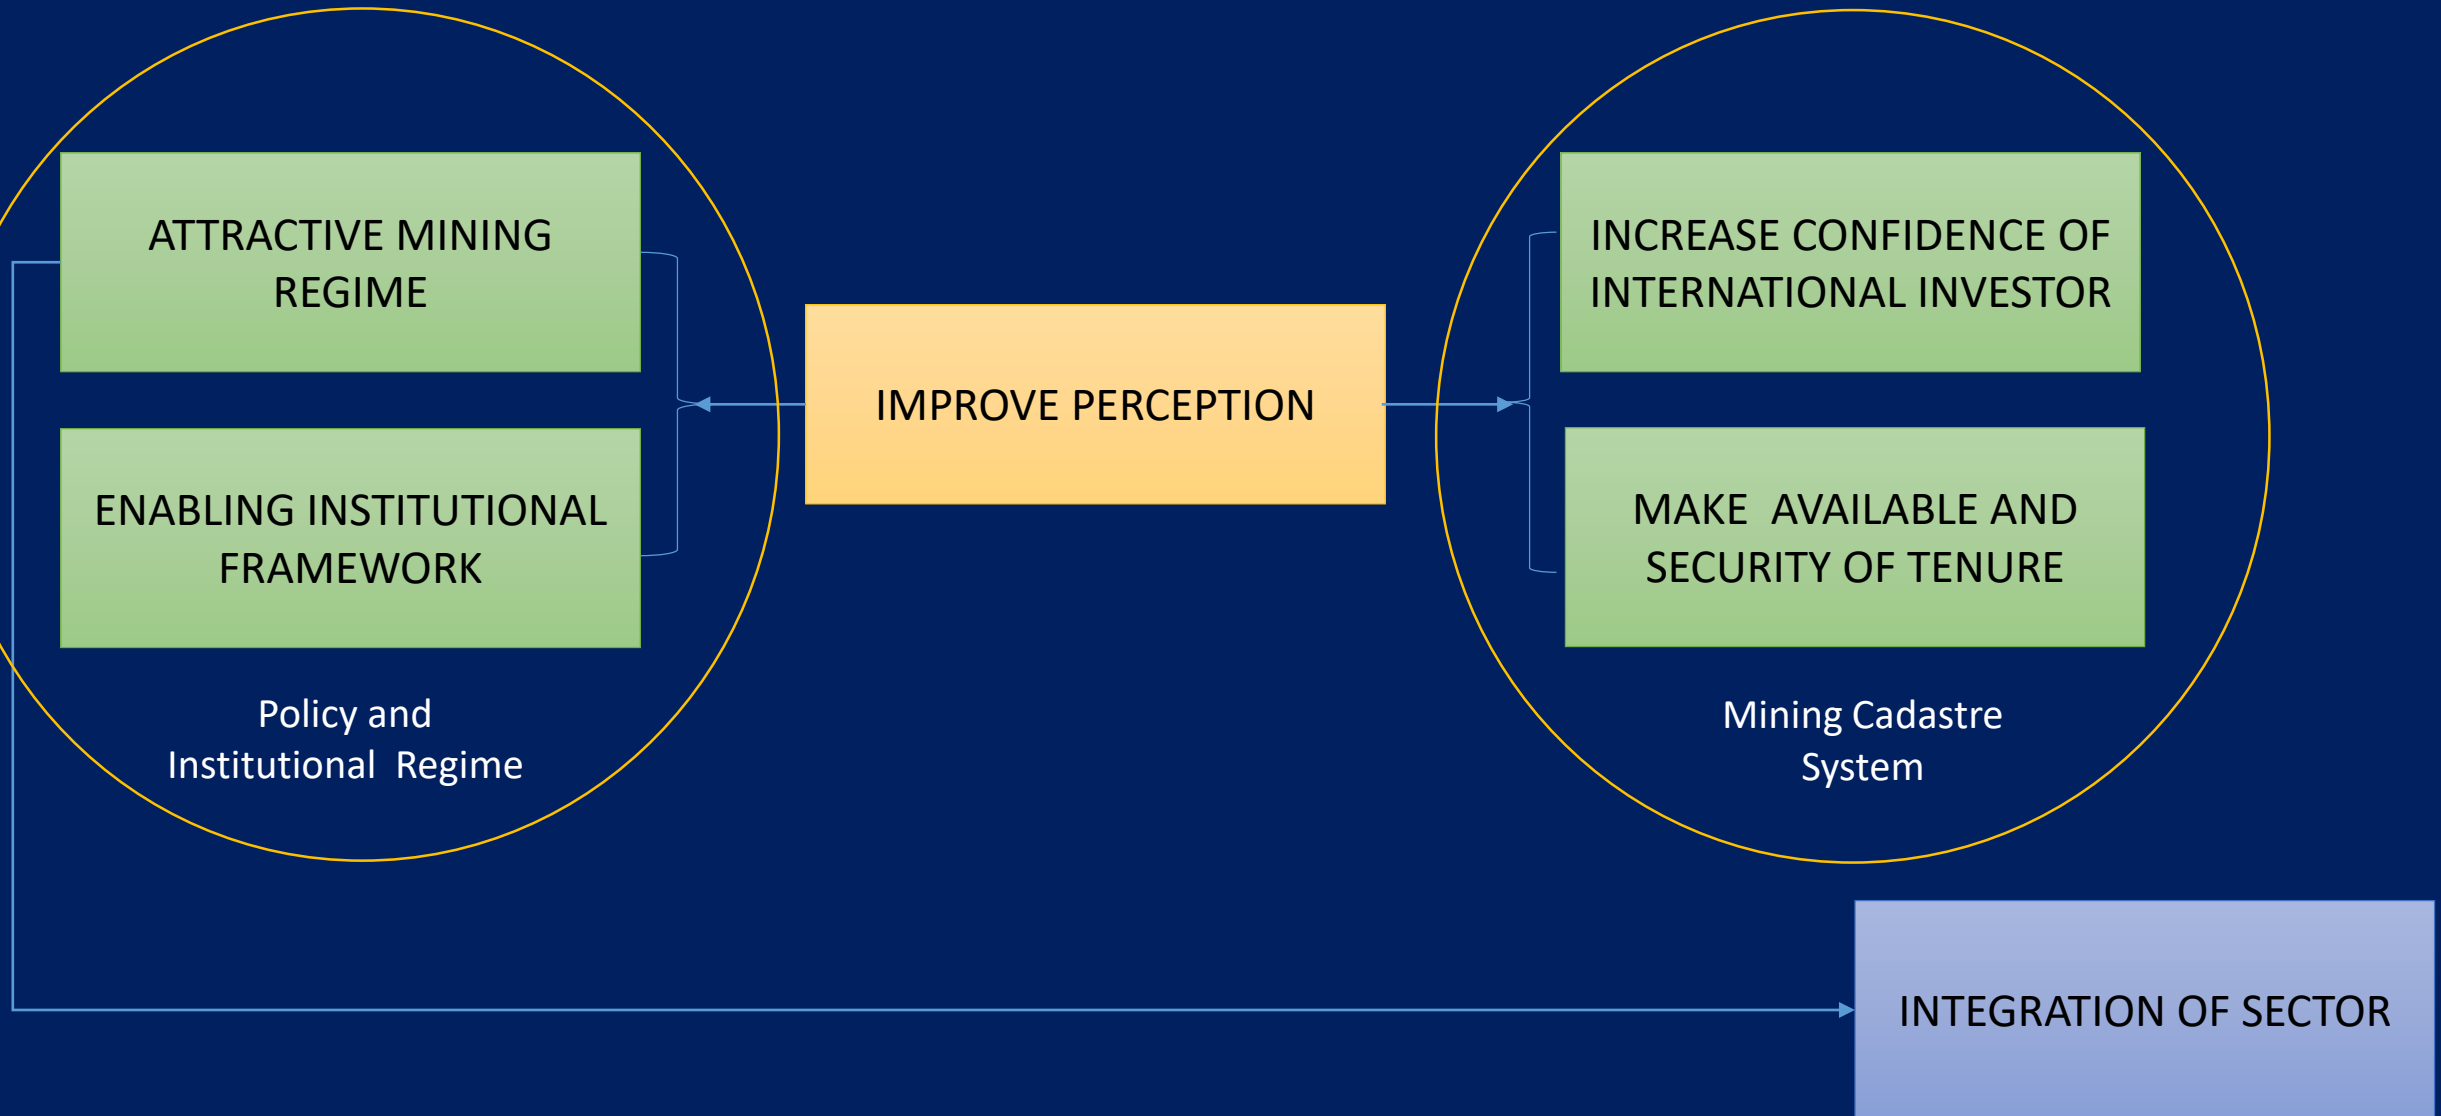 ATTRACTIVE MINING
REGIME
ENABLING INSTITUTIONAL
FRAMEWORK
Policy and
Institutional  Regime
IMPROVE PERCEPTION
INCREASE CONFIDENCE OF
INTERNATIONAL INVESTOR
MAKE  AVAILABLE AND
SECURITY OF TENURE
Mining Cadastre
System
INTEGRATION OF SECTOR